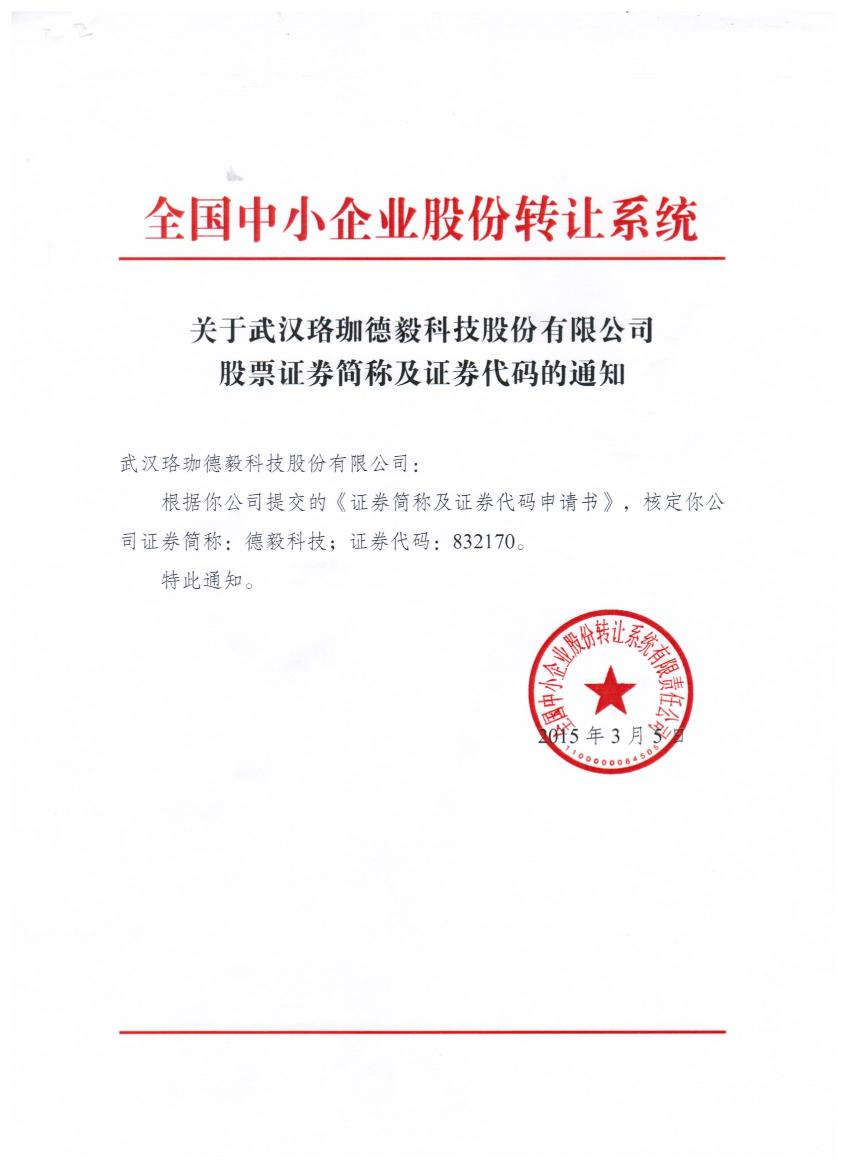 全国中小企业股份转让系统
关于武汉珞珈德毅科技股份有限公司
股票证券简称及证券代码的通知
武汉珞珈德毅科技股份有限公司：
根据你公司提交的《证券简称及证券代码申请书》，核定你公
司证券简称：德毅科技；证券代码：832170。
特此通知。
全国中小企业股份转让系统有限责任公司
2015 年 3 月 5 日
1100000064505